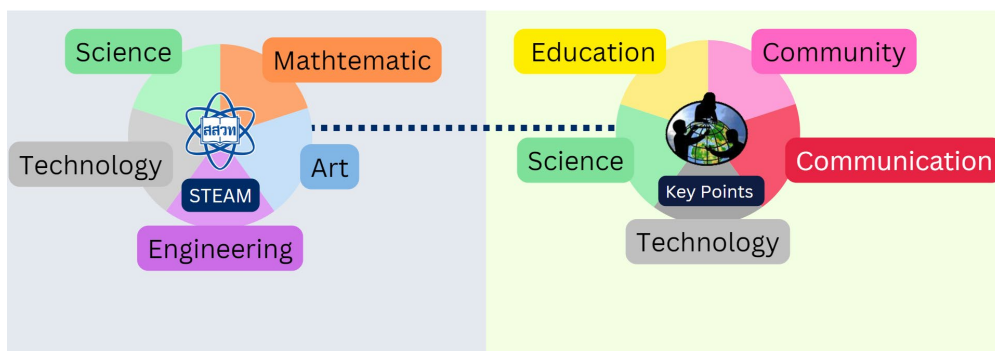 Science
Mathtematic
Technology
สสวท
Art
STEAM
Engineering
Education
Community
Science
Communication
Key Points
Technology